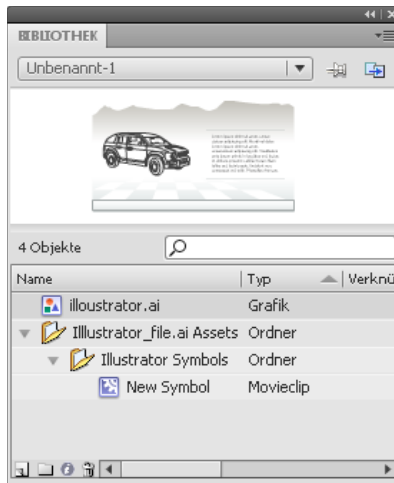 BIBLIOTHEK
Unbenannt-1
4 Objekte
Name Typ Verknü
illoustrator.ai Grafik
Illlustrator_file.ai Assets Ordner
Illustrator Symbols Ordner
New Symbol Movieclip